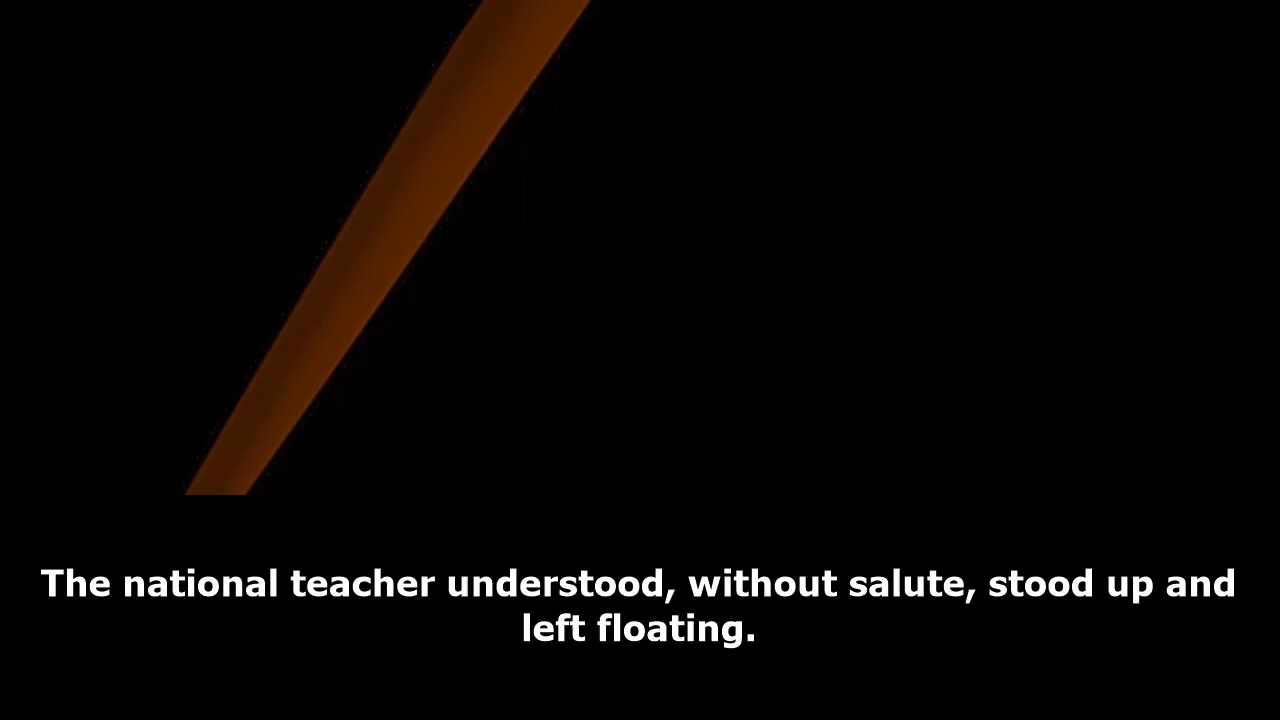 The national teacher understood, without salute, stood up and
left floating.